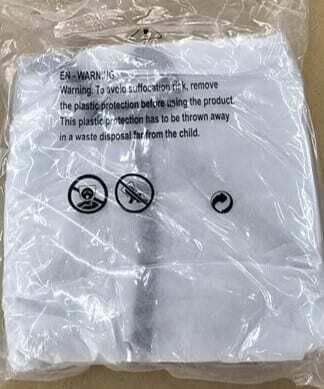 EN - WARNING
Warning. To avoid suffocation risk, remove
the plastic protection before using the product.
This plastic protection has to be thrown away
in a waste disposal far from the child.